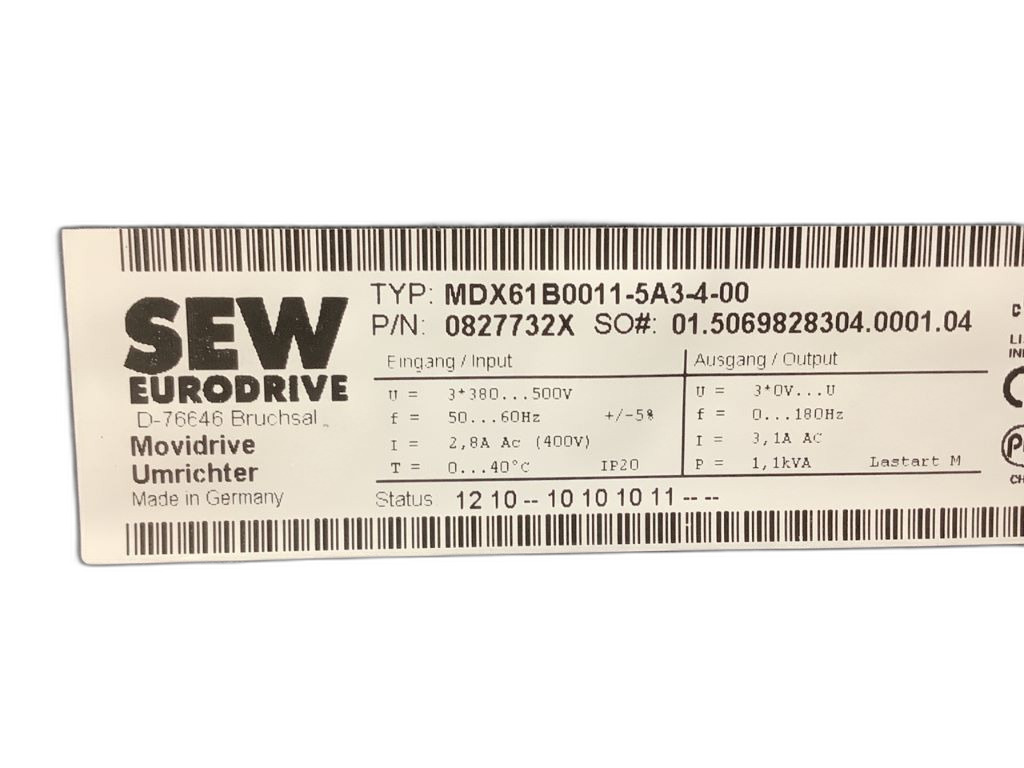 TYP: MDX61B0011-5A3-4-00
P/N: 0827732X SO#: 01.5069828304.0001.04
SEW
EURODRIVE
D-76646 Bruchsal
Movidrive
Umrichter
Made in Germany
Eingang / Input
U = 3*380...500V
f = 50...60Hz +/-5%
I = 2,8A Ac (400V)
T = 0...40°C IP20
Ausgang / Output
U = 3*0V...U
f = 0...180Hz
I = 3,1A AC
P = 1,1kVA Lastart M
Status 12 10 -- 10 10 10 11 -- --